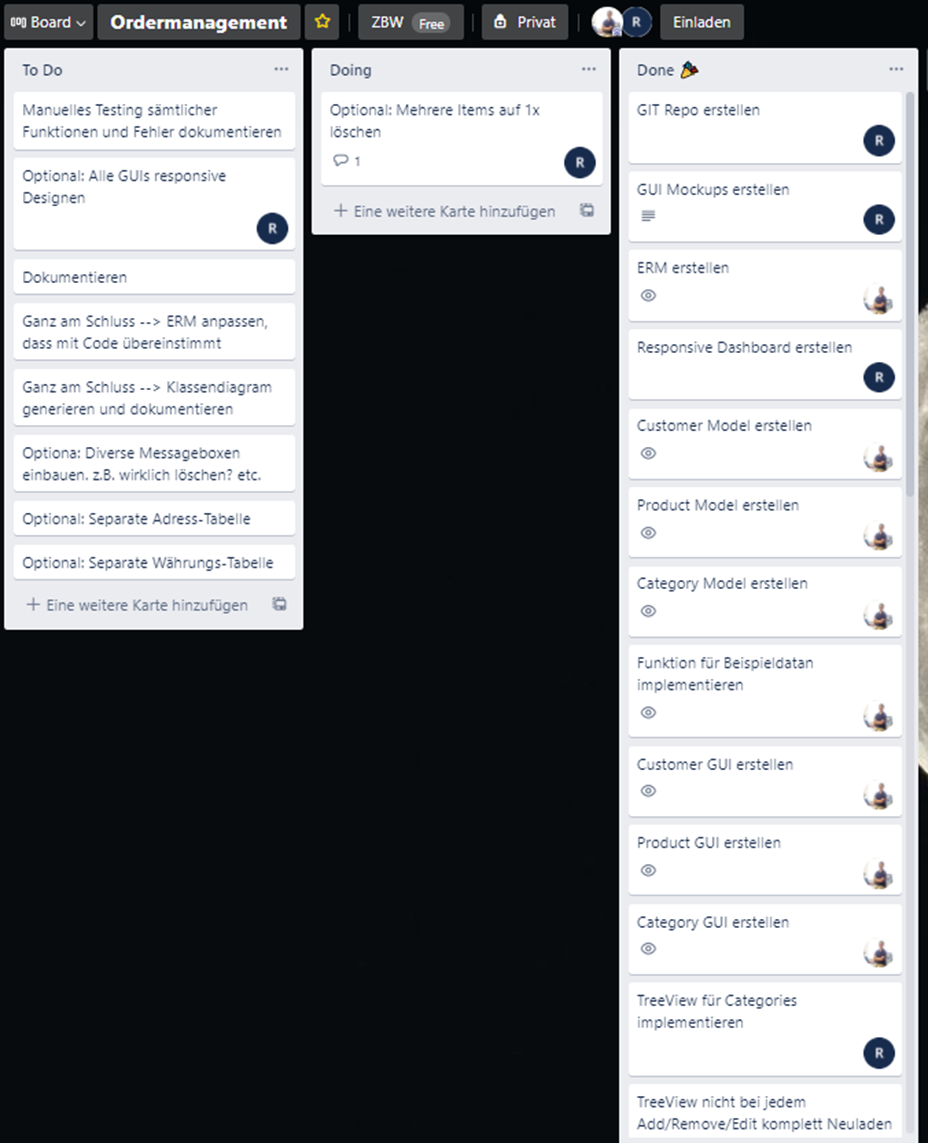 Board
Ordermanagement
ZBW Free
Privat
R
Einladen
To Do
Manuelles Testing sämtlicher
Funktionen und Fehler dokumentieren
Optional: Alle GUIs responsive
Designen
R
Dokumentieren
Ganz am Schluss --> ERM anpassen,
dass mit Code übereinstimmt
Ganz am Schluss --> Klassendiagram
generieren und dokumentieren
Optiona: Diverse Messageboxen
einbauen. z.B. wirklich löschen? etc.
Optional: Separate Adress-Tabelle
Optional: Separate Währungs-Tabelle
+ Eine weitere Karte hinzufügen
Doing
Optional: Mehrere Items auf 1x
löschen
1
R
+ Eine weitere Karte hinzufügen
Done
GIT Repo erstellen
R
GUI Mockups erstellen
R
ERM erstellen
Responsive Dashboard erstellen
R
Customer Model erstellen
Product Model erstellen
Category Model erstellen
Funktion für Beispieldatan
implementieren
Customer GUI erstellen
Product GUI erstellen
Category GUI erstellen
TreeView für Categories
implementieren
R
TreeView nicht bei jedem
Add/Remove/Edit komplett Neuladen